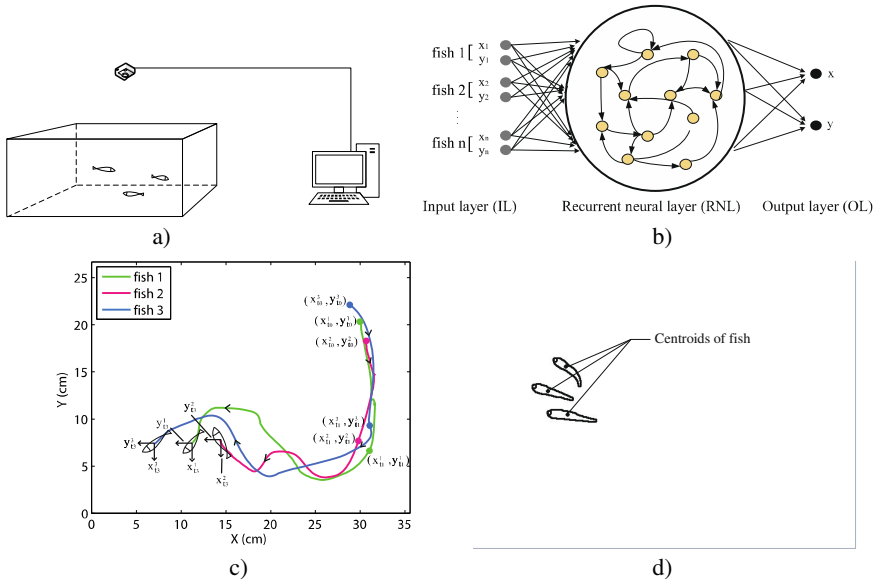 a)
fish 1 [ x1
y1
fish 2 [ x2
y2
fish n [ xn
yn
x
y
Input layer (IL)
Recurrent neural layer (RNL)
Output layer (OL)
b)
fish 1
fish 2
fish 3
25
20
15
10
5
0
Y (cm)
0 5 10 15 20 25 30 35
X (cm)
c)
Centroids of fish
d)